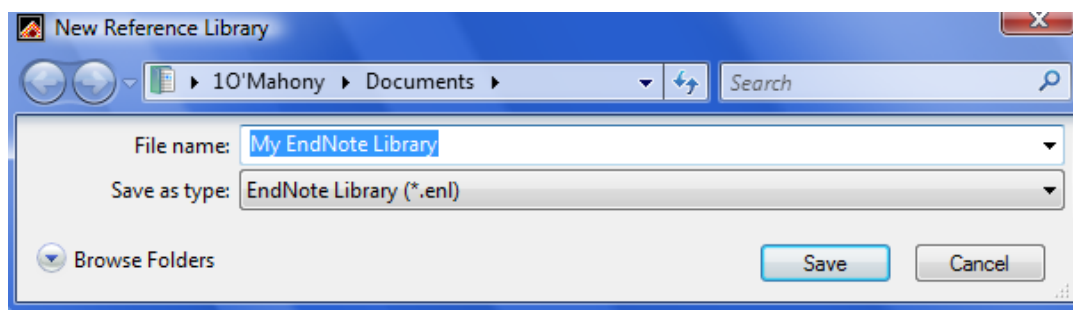 New Reference Library
1O'Mahony Documents Search
File name: My EndNote Library
Save as type: EndNote Library (*.enl)
Browse Folders Save Cancel